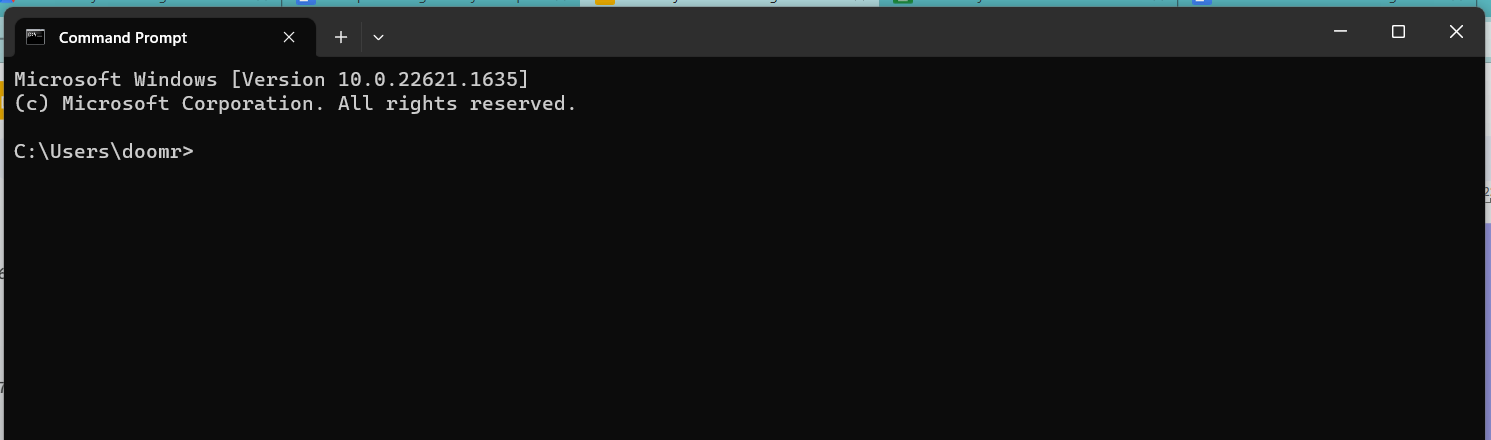 Command Prompt
Microsoft Windows [Version 10.0.22621.1635]
(c) Microsoft Corporation. All rights reserved.
C:\Users\doomr>